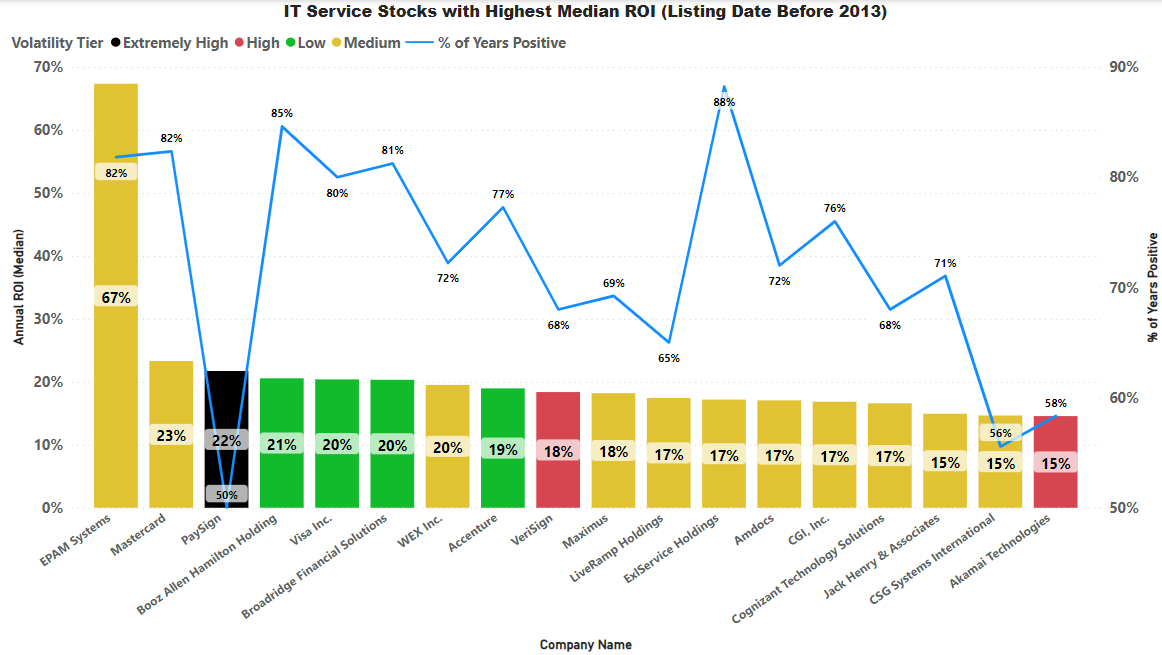 IT Service Stocks with Highest Median ROI (Listing Date Before 2013)
Volatility Tier Extremely High High Low Medium % of Years Positive
70%
60%
50%
40%
30%
20%
10%
0%
Annual ROI (Median)
90%
80%
70%
60%
50%
% of Years Positive
82%
82%
50%
85%
80%
81%
72%
77%
68%
69%
65%
88%
72%
76%
68%
71%
56%
58%
67%
23%
22%
21%
20%
20%
20%
19%
18%
18%
17%
17%
17%
17%
17%
15%
15%
15%
EPAM Systems
Mastercard
PaySign
Booz Allen Hamilton Holding
Visa Inc.
Broadridge Financial Solutions
WEX Inc.
Accenture
VeriSign
Maximus
LiveRamp Holdings
ExlService Holdings
Amdocs
CGI, Inc.
Cognizant Technology Solutions
Jack Henry & Associates
CSG Systems International
Akamai Technologies
Company Name